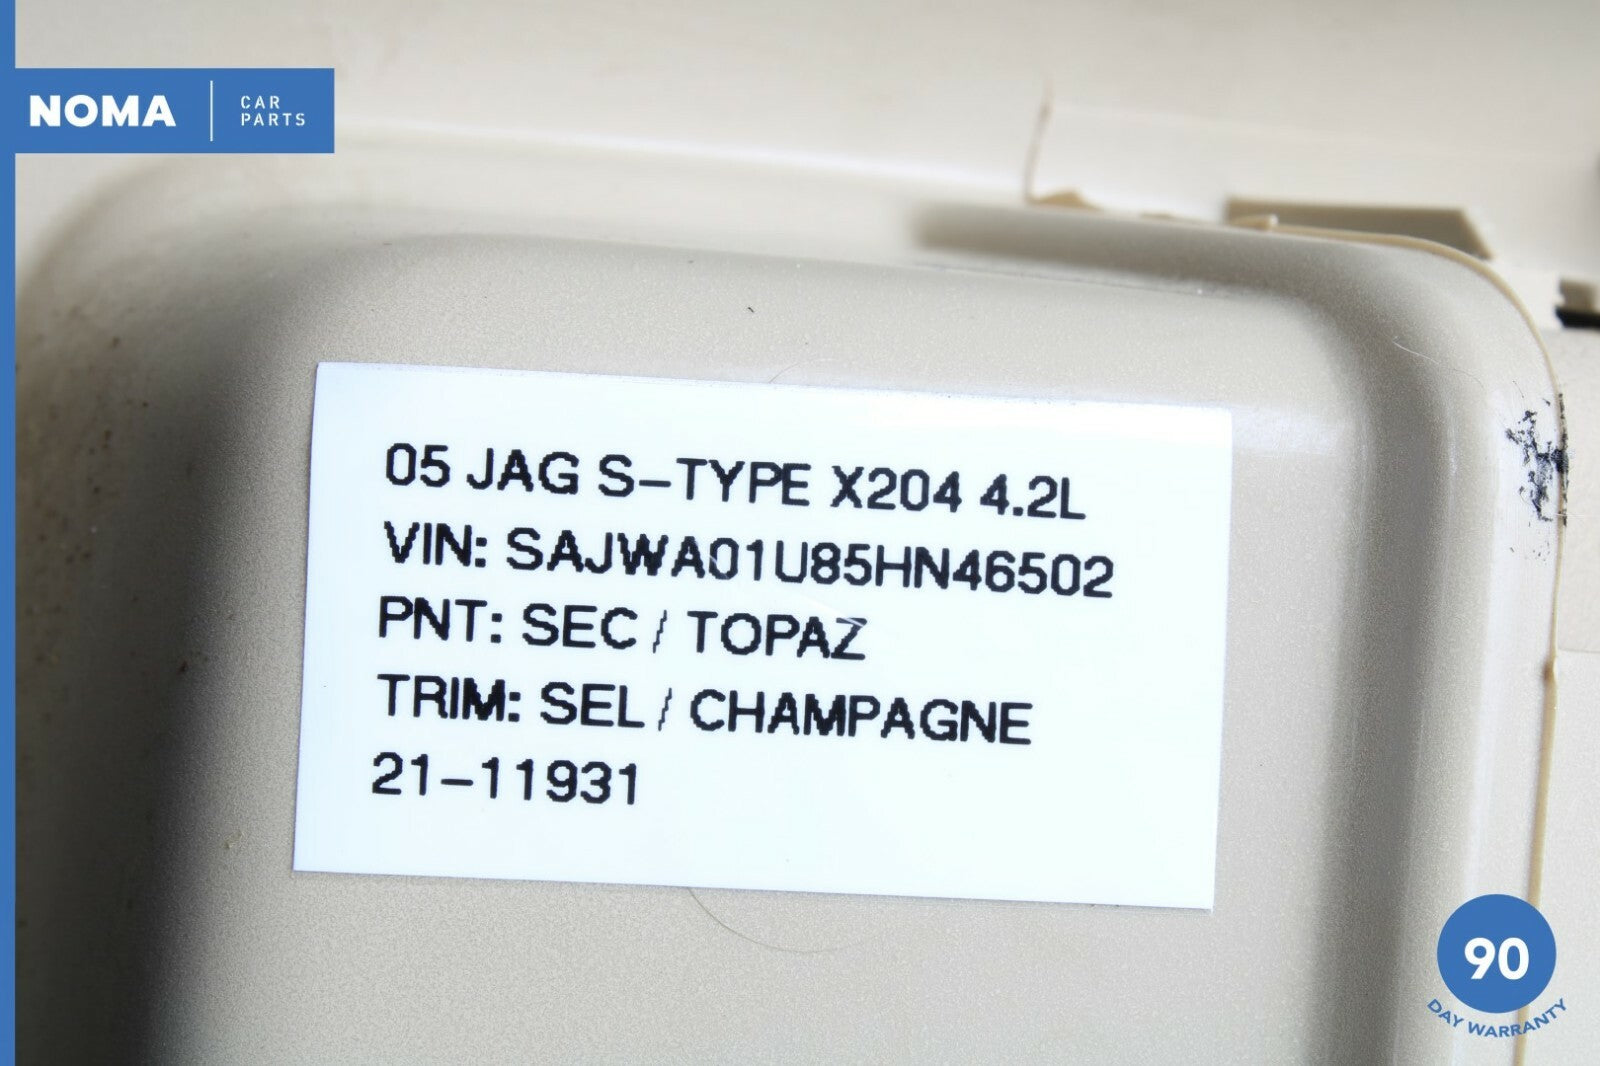 NOMA
CAR
PARTS
05 JAG S-TYPE X204 4.2L
VIN: SAJWA01U85HN46502
PNT: SEC / TOPAZ
TRIM: SEL / CHAMPAGNE
21-11931
90
DAY WARRANTY